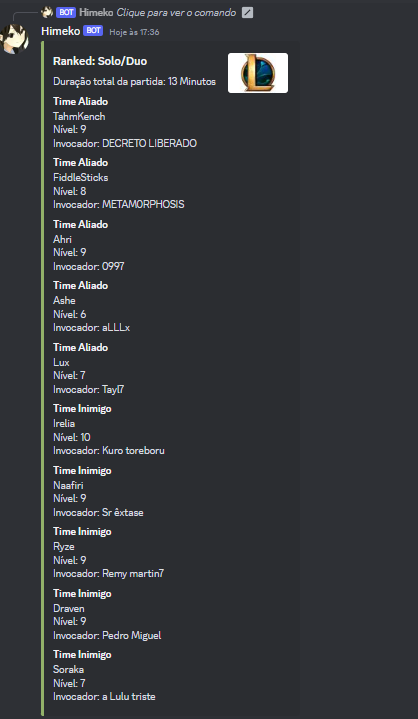 BOT Himeko Clique para ver o comando
Himeko BOT Hoje às 17:36
Ranked: Solo/Duo
Duração total da partida: 13 Minutos
Time Aliado
TahmKench
Nível: 9
Invocador: DECRETO LIBERADO
Time Aliado
FiddleSticks
Nível: 8
Invocador: METAM0RPHOSIS
Time Aliado
Ahri
Nível: 9
Invocador: 0997
Time Aliado
Ashe
Nível: 6
Invocador: aLLLx
Time Aliado
Lux
Nível: 7
Invocador: Tayl7
Time Inimigo
Irelia
Nível: 10
Invocador: Kuro toreboru
Time Inimigo
Naafiri
Nível: 9
Invocador: Sr êxtase
Time Inimigo
Ryze
Nível: 9
Invocador: Remy martin7
Time Inimigo
Draven
Nível: 9
Invocador: Pedro Miguel
Time Inimigo
Soraka
Nível: 7
Invocador: a Lulu triste